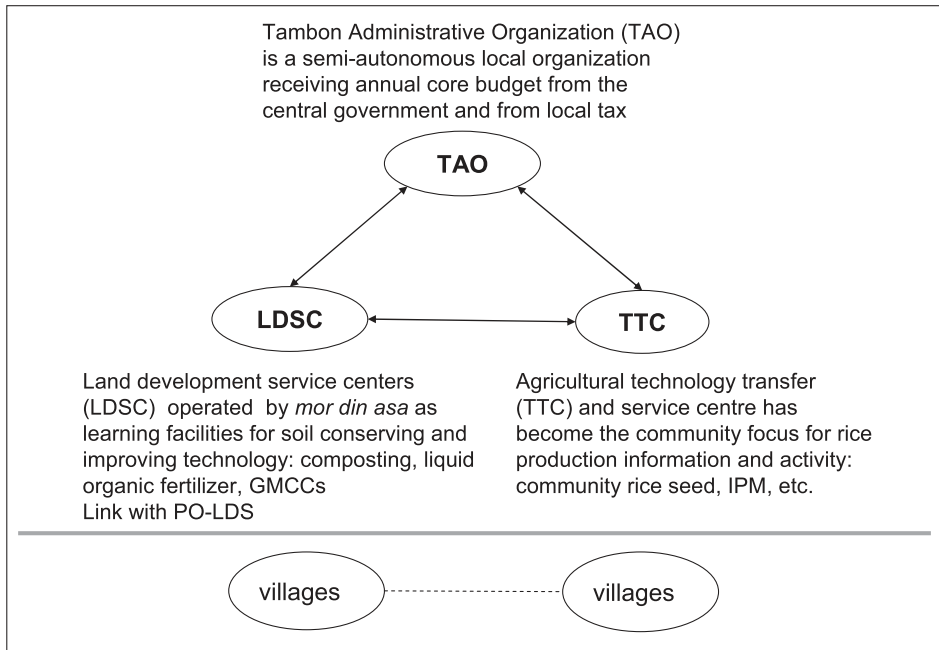 Tambon Administrative Organization (TAO)
is a semi-autonomous local organization
receiving annual core budget from the
central government and from local tax
TAO
LDSC
TTC
Land development service centers
(LDSC) operated by mor din asa as
learning facilities for soil conserving and
improving technology: composting, liquid
organic fertilizer, GMCCs
Link with PO-LDS
Agricultural technology transfer
(TTC) and service centre has
become the community focus for rice
production information and activity:
community rice seed, IPM, etc.
villages
villages